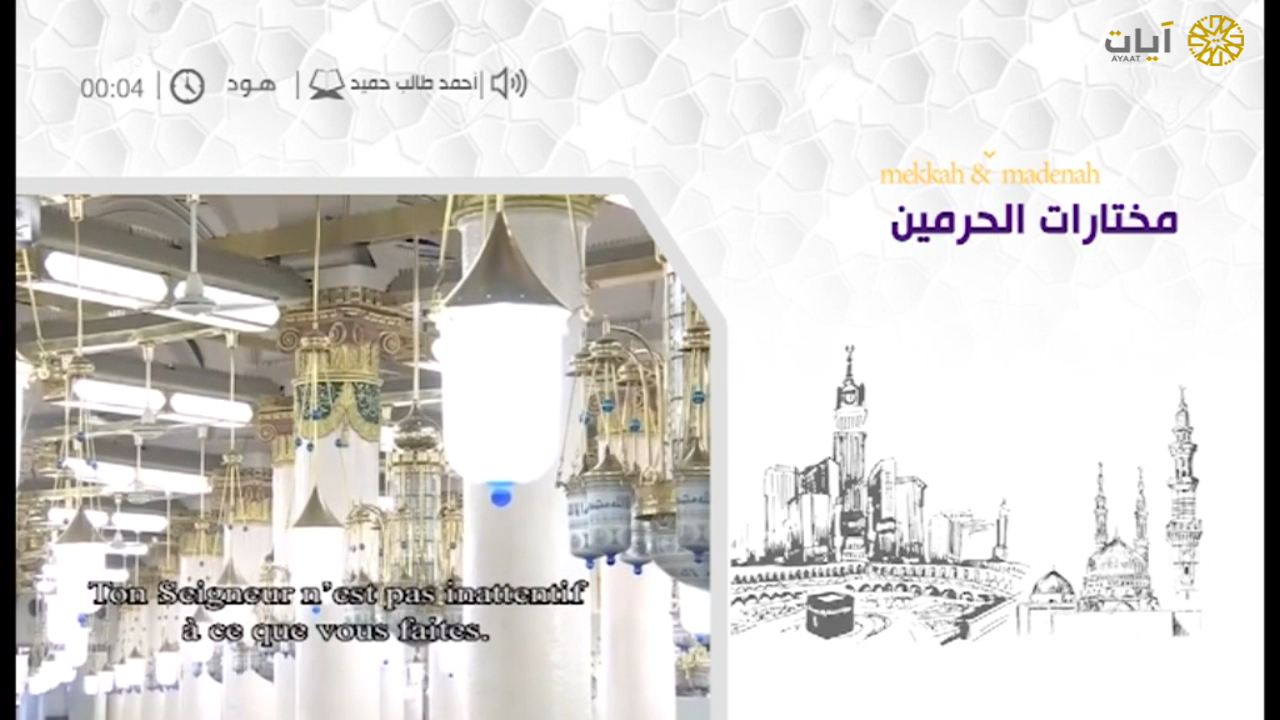 آيات
AYAAT
أحمد طالب حميد | هود | 00:04
mekkah & madenah
مختارات الحرمين
Ton Seigneur n'est pas inattentif
à ce que vous faites.